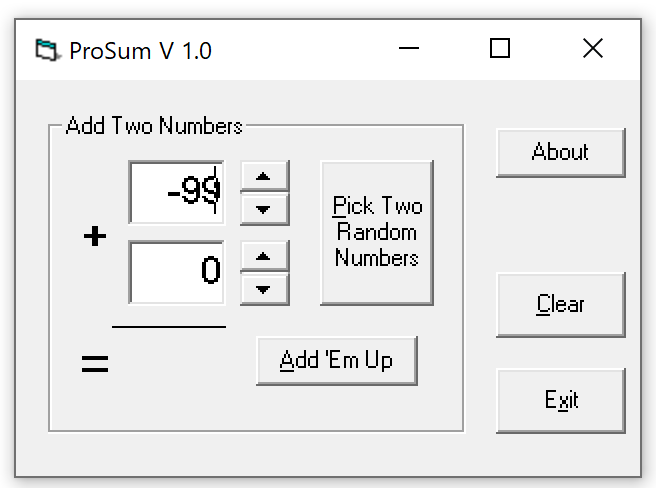 ProSum V 1.0
Add Two Numbers
About
-99
+
Pick Two
Random
Numbers
0
Clear
=
Add 'Em Up
Exit